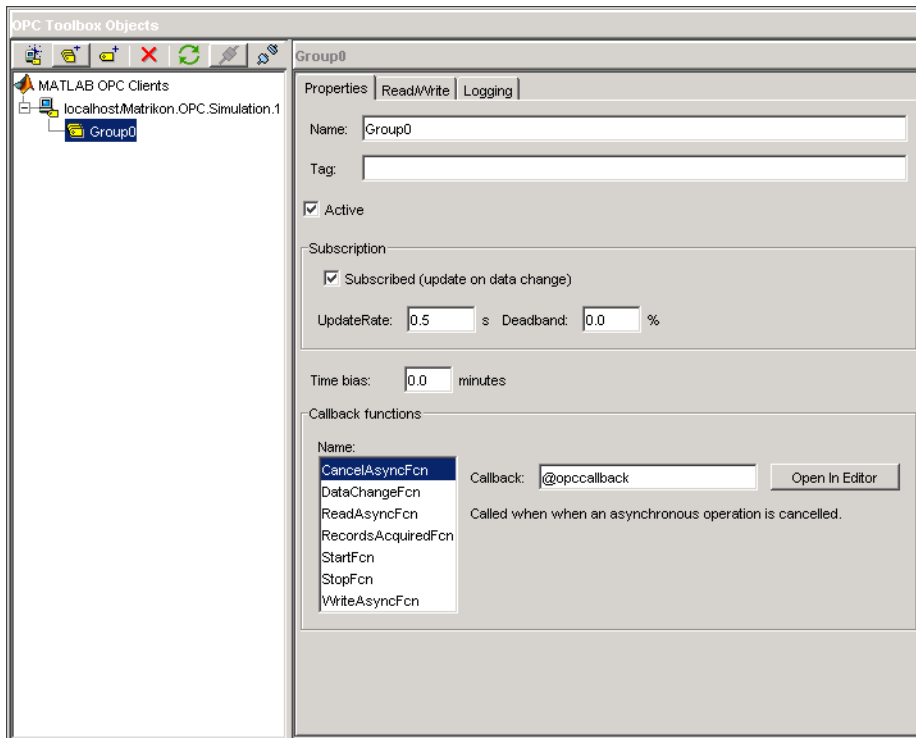 OPC Toolbox Objects
Group0
MATLAB OPC Clients
localhost/Matrikon.OPC.Simulation.1
Group0
Properties Read/Write Logging
Name: Group0
Tag:
Active
Subscription
Subscribed (update on data change)
UpdateRate: 0.5 s Deadband: 0.0 %
Time bias: 0.0 minutes
Callback functions
Name:
CancelAsyncFcn
DataChangeFcn
ReadAsyncFcn
RecordsAcquiredFcn
StartFcn
StopFcn
WriteAsyncFcn
Callback: @opccallback Open In Editor
Called when when an asynchronous operation is cancelled.